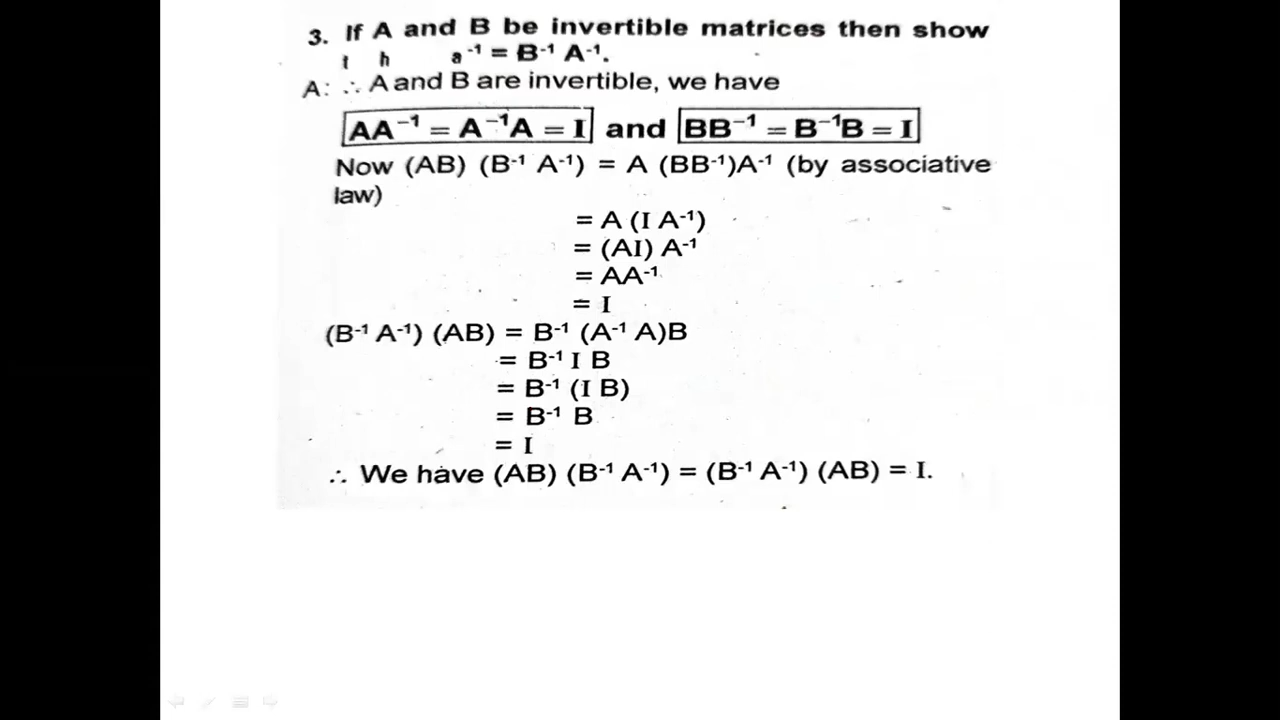 3. If A and B be invertible matrices then show
t h a⁻¹ = B⁻¹ A⁻¹.
A: ∴ A and B are invertible, we have
AA⁻¹ = A⁻¹A = I and BB⁻¹ = B⁻¹B = I
Now (AB) (B⁻¹ A⁻¹) = A (BB⁻¹)A⁻¹ (by associative
law)
= A (I A⁻¹)
= (AI) A⁻¹
= AA⁻¹
= I
(B⁻¹ A⁻¹) (AB) = B⁻¹ (A⁻¹ A)B
= B⁻¹ I B
= B⁻¹ (I B)
= B⁻¹ B
= I
∴ We have (AB) (B⁻¹ A⁻¹) = (B⁻¹ A⁻¹) (AB) = I.